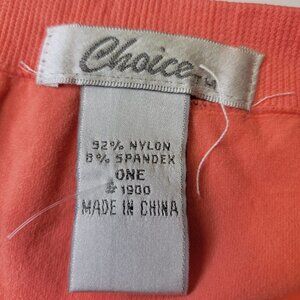 Choice
92% NYLON
8% SPANDEX
ONE
# 1900
MADE IN CHINA